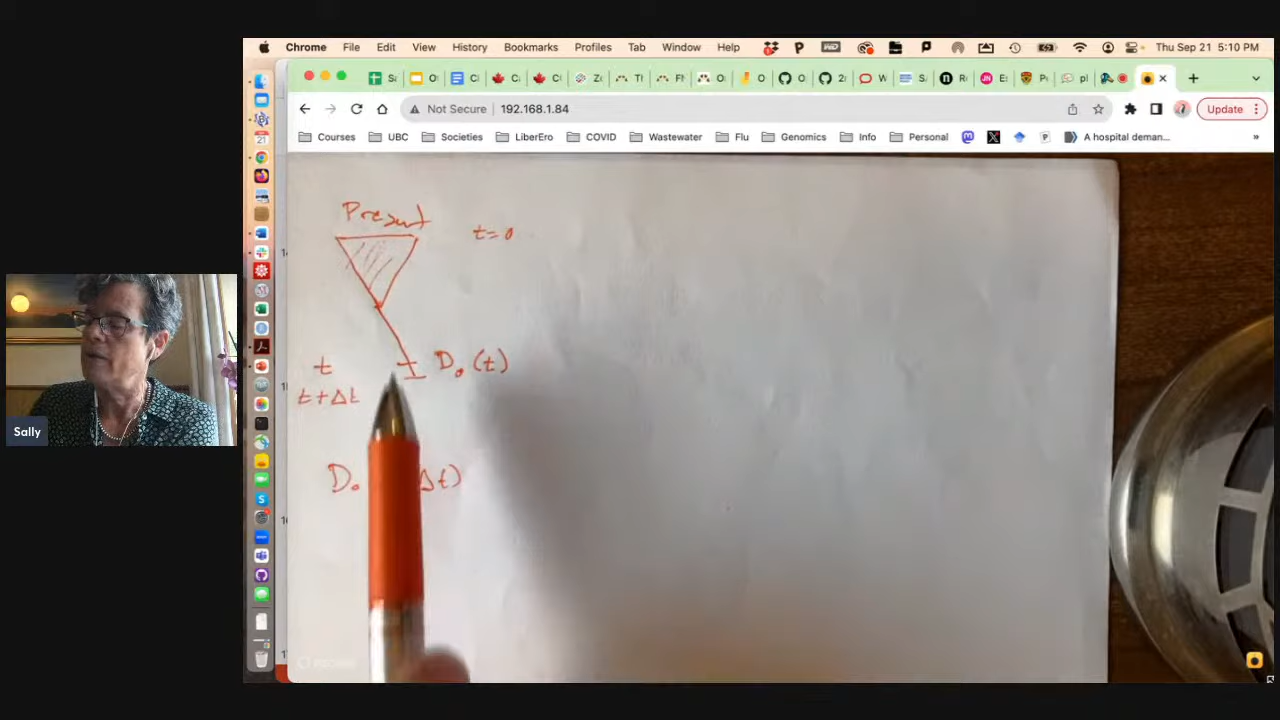 Chrome File Edit View History Bookmarks Profiles Tab Window Help Thu Sep 21 5:10 PM
Not Secure 192.168.1.84 Update
Courses UBC Societies LiberEro COVID Wastewater Flu Genomics Info Personal A hospital deman... »
Present
t=0
t D₀(t)
t+Δt
D₀ Δt)
Sally